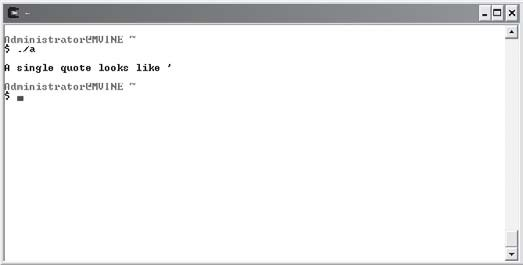 ~
Administrator@MVINE ~
$ ./a
A single quote looks like '
Administrator@MVINE ~
$